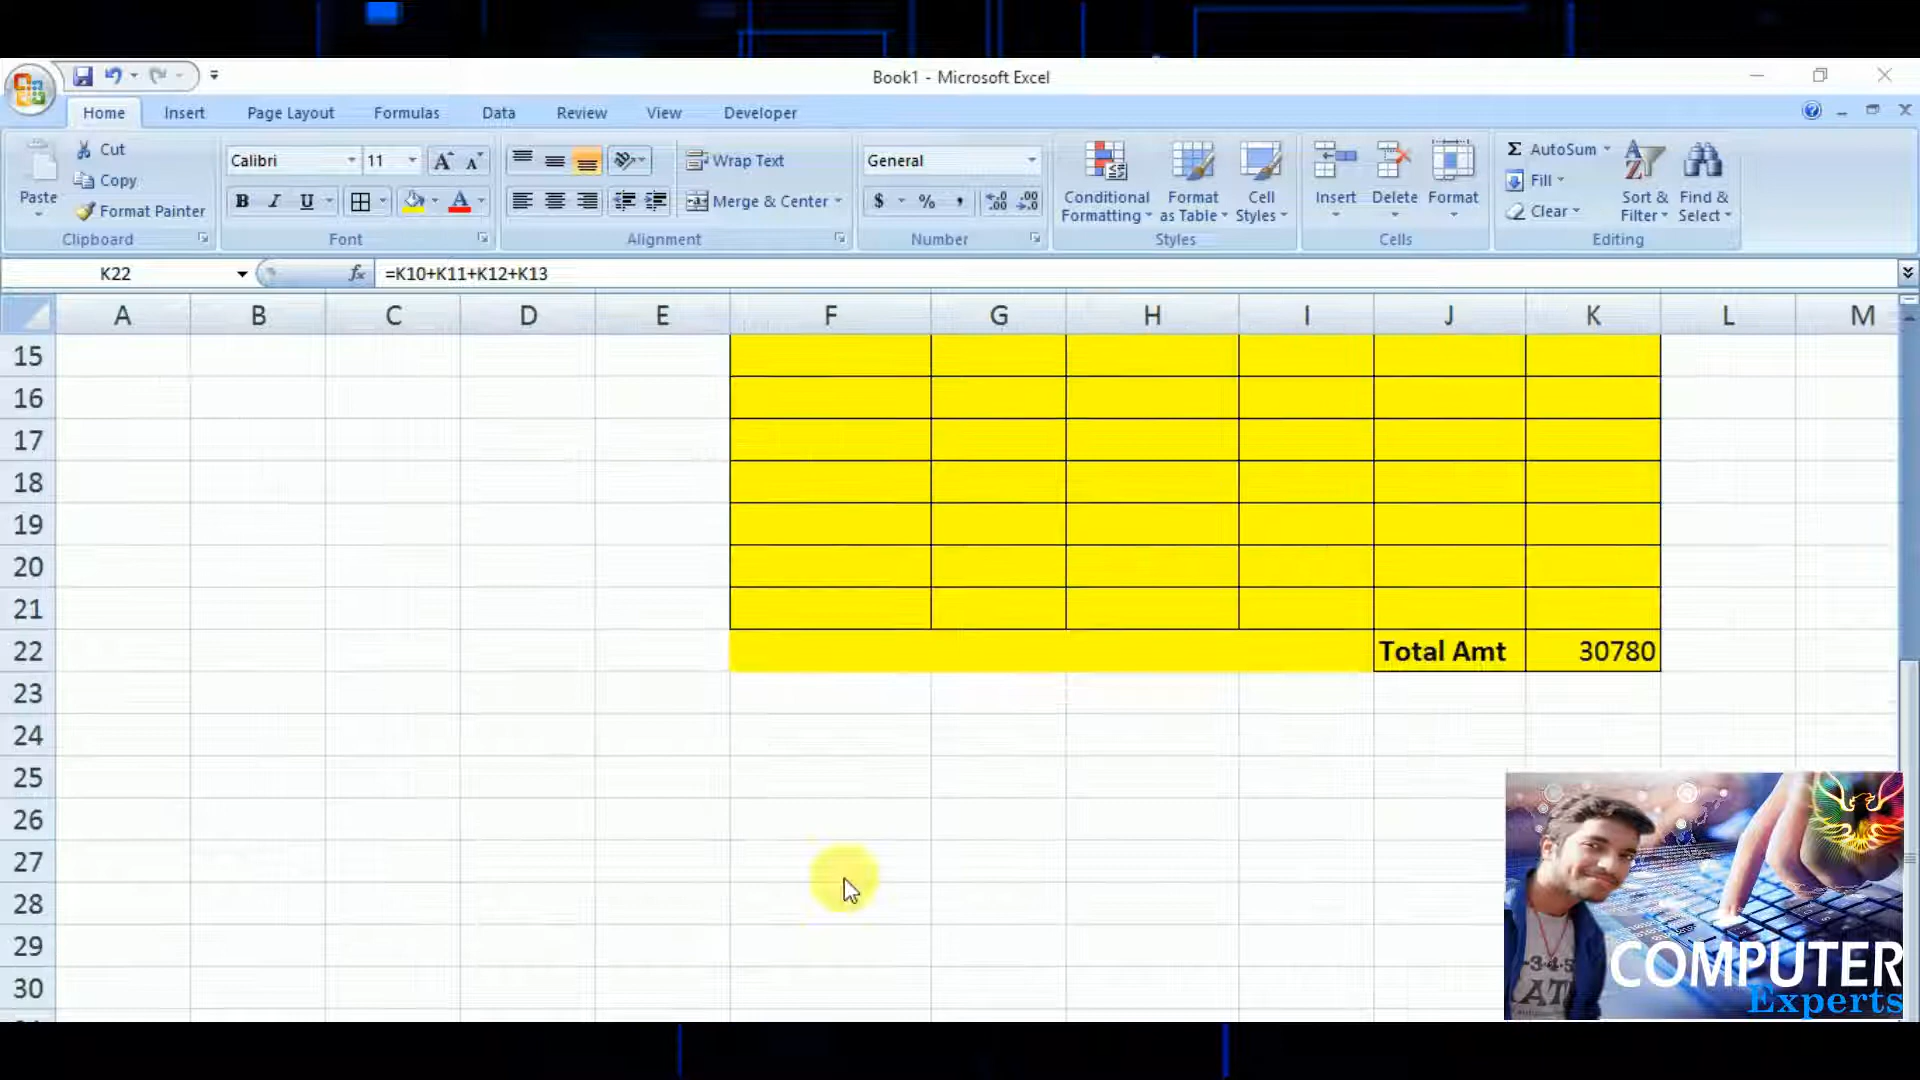 Book1 - Microsoft Excel
Home Insert Page Layout Formulas Data Review View Developer
Paste
Cut
Copy
Format Painter
Clipboard
Calibri 11
B I U
Font
Wrap Text
Merge & Center
Alignment
General
$ % ,
Number
Conditional Formatting
Format as Table
Cell Styles
Styles
Insert Delete Format
Cells
Σ AutoSum
Fill
Clear
Sort & Filter
Find & Select
Editing
K22 fx =K10+K11+K12+K13
A B C D E F G H I J K L M
15
16
17
18
19
20
21
22 Total Amt 30780
23
24
25
26
27
28
29
30
COMPUTER
Experts